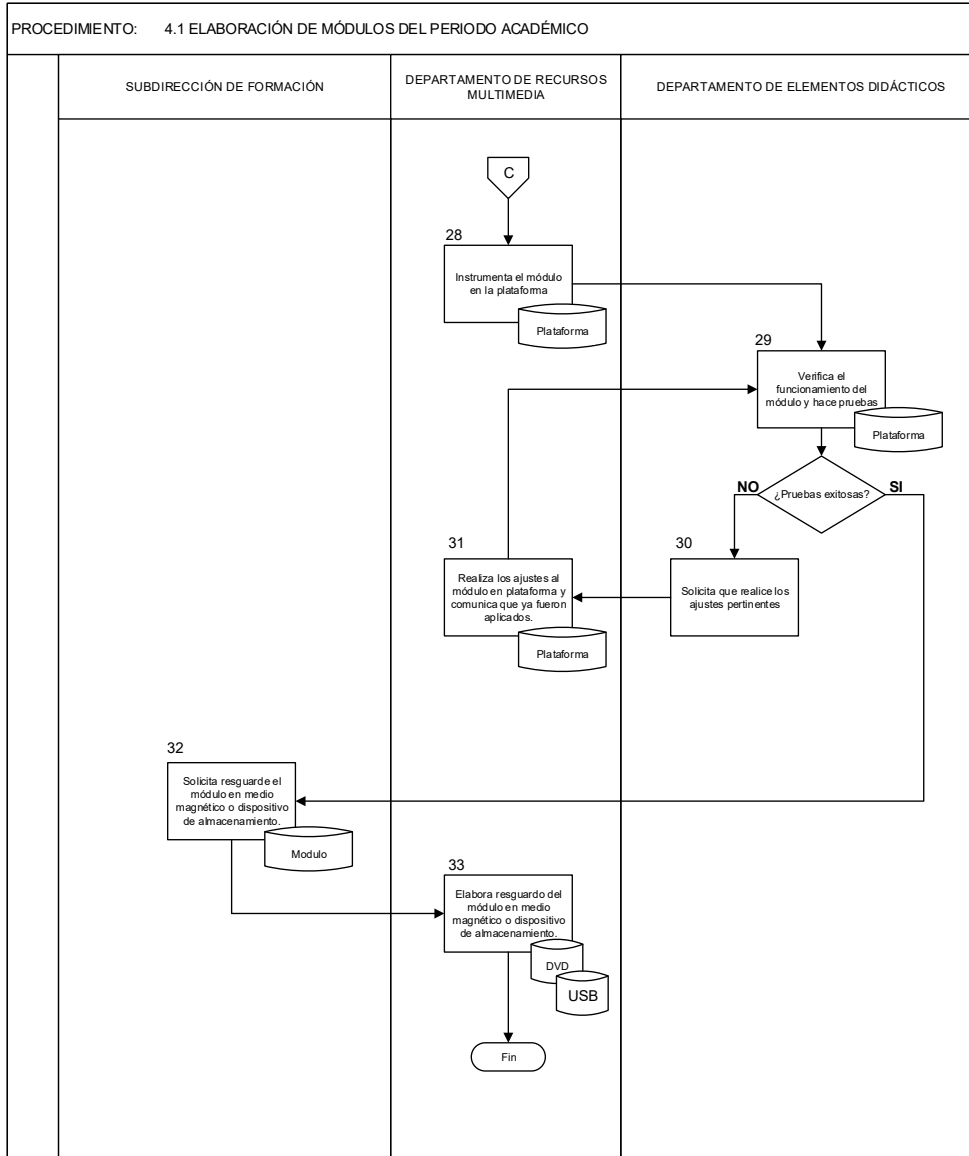 PROCEDIMIENTO: 4.1 ELABORACIÓN DE MÓDULOS DEL PERIODO ACADÉMICO
SUBDIRECCIÓN DE FORMACIÓN
DEPARTAMENTO DE RECURSOS
MULTIMEDIA
DEPARTAMENTO DE ELEMENTOS DIDÁCTICOS
C
28
Instrumenta el módulo
en la plataforma
Plataforma
29
Verifica el
funcionamiento del
módulo y hace pruebas
Plataforma
¿Pruebas exitosas?
NO
SI
30
Solicita que realice los
ajustes pertinentes
31
Realiza los ajustes al
módulo en plataforma y
comunica que ya fueron
aplicados.
Plataforma
32
Solicita resguarde el
módulo en medio
magnético o dispositivo
de almacenamiento.
Modulo
33
Elabora resguardo del
módulo en medio
magnético o dispositivo
de almacenamiento.
DVD
USB
Fin